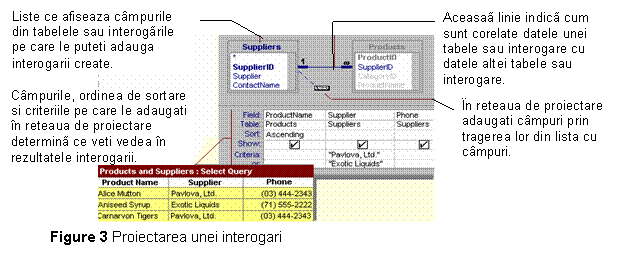 Liste ce afiseaza câmpurile
din tabelele sau interogãrile
pe care le puteti adauga
interogarii create.
Câmpurile, ordinea de sortare
si criteriile pe care le adaugati
în reteaua de proiectare
determinã ce veti vedea în
rezultatele interogarii.
Aceasaã linie indicã cum
sunt corelate datele unei
tabele sau interogare cu
datele altei tabele sau
interogare.
În reteaua de proiectare
adaugati câmpuri prin
tragerea lor din lista cu
câmpuri.
Suppliers
*
SupplierID
Supplier
ContactName
1
∞
Products
ProductID
SupplierID
CategoryID
ProductName
Field: ProductName Supplier Phone
Table: Products Suppliers Suppliers
Sort: Ascending
Show:
Criteria: "Pavlova, Ltd."
or: "Exotic Liquids"
Products and Suppliers : Select Query
Product Name Supplier Phone
Alice Mutton Pavlova, Ltd. (03) 444-2343
Aniseed Syrup Exotic Liquids (71) 555-2222
Carnarvon Tigers Pavlova, Ltd. (03) 444-2343
Figure 3 Proiectarea unei interogari